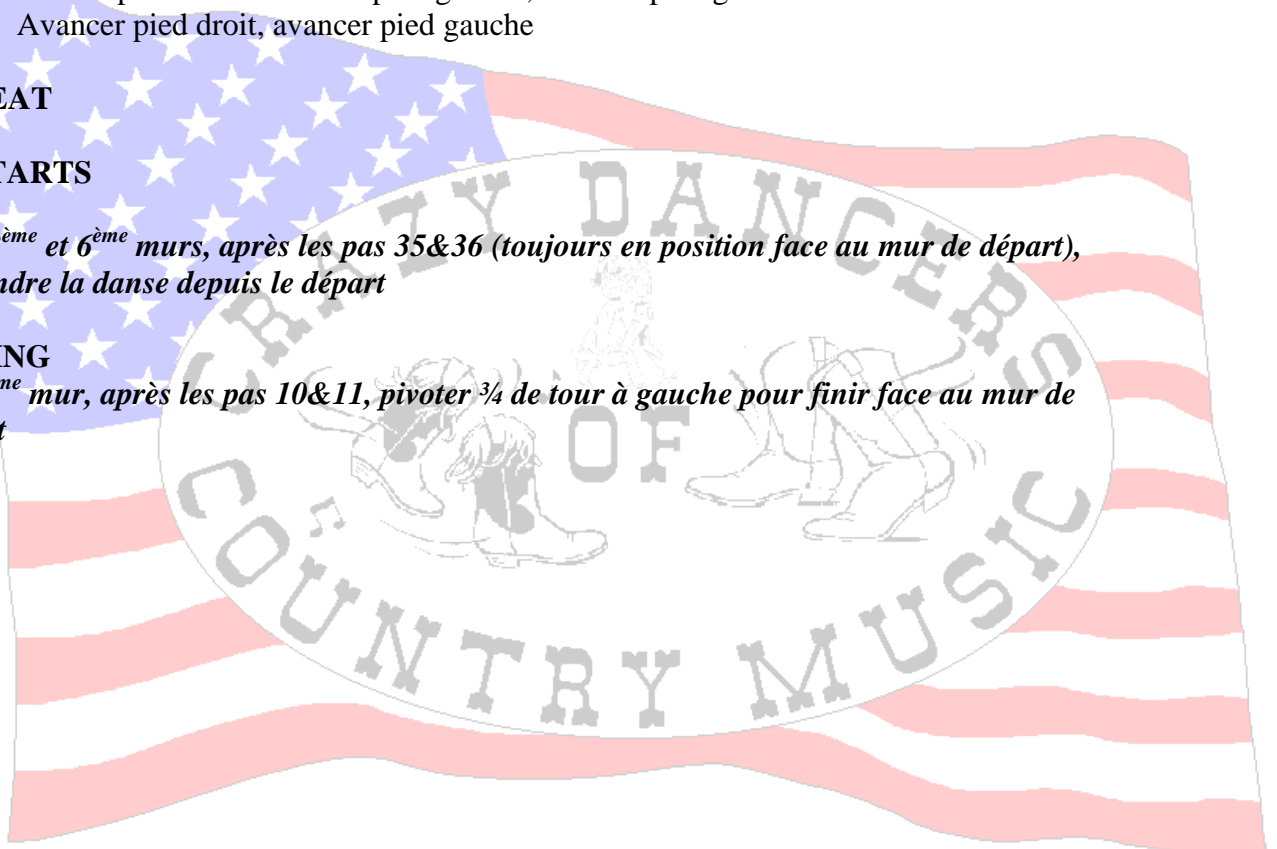 Avancer pied droit, avancer pied gauche
EAT
TARTS
ème et 6ème murs, après les pas 35&36 (toujours en position face au mur de départ),
ndre la danse depuis le départ
ING
me mur, après les pas 10&11, pivoter ¾ de tour à gauche pour finir face au mur de
t
CRAZY DANCERS
OF
COUNTRY MUSIC